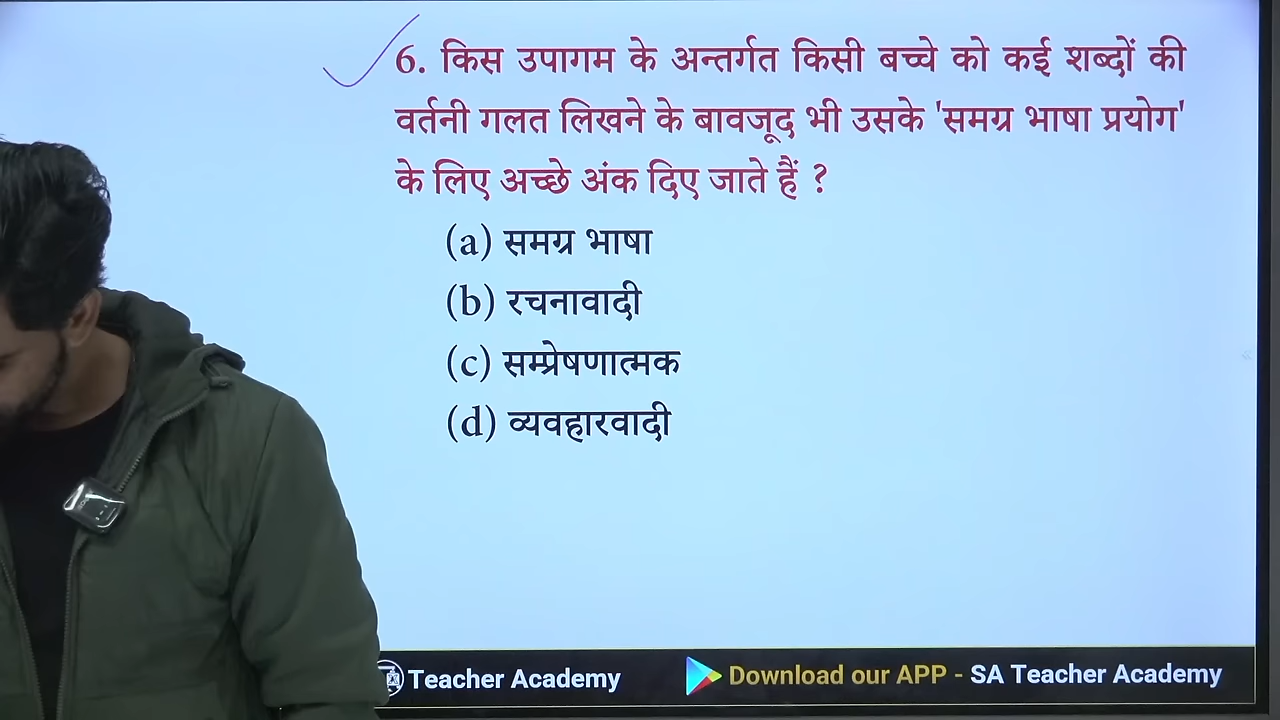 6. किस उपागम के अन्तर्गत किसी बच्चे को कई शब्दों की
वर्तनी गलत लिखने के बावजूद भी उसके 'समग्र भाषा प्रयोग'
के लिए अच्छे अंक दिए जाते हैं ?
(a) समग्र भाषा
(b) रचनावादी
(c) सम्प्रेषणात्मक
(d) व्यवहारवादी
Teacher Academy
Download our APP - SA Teacher Academy